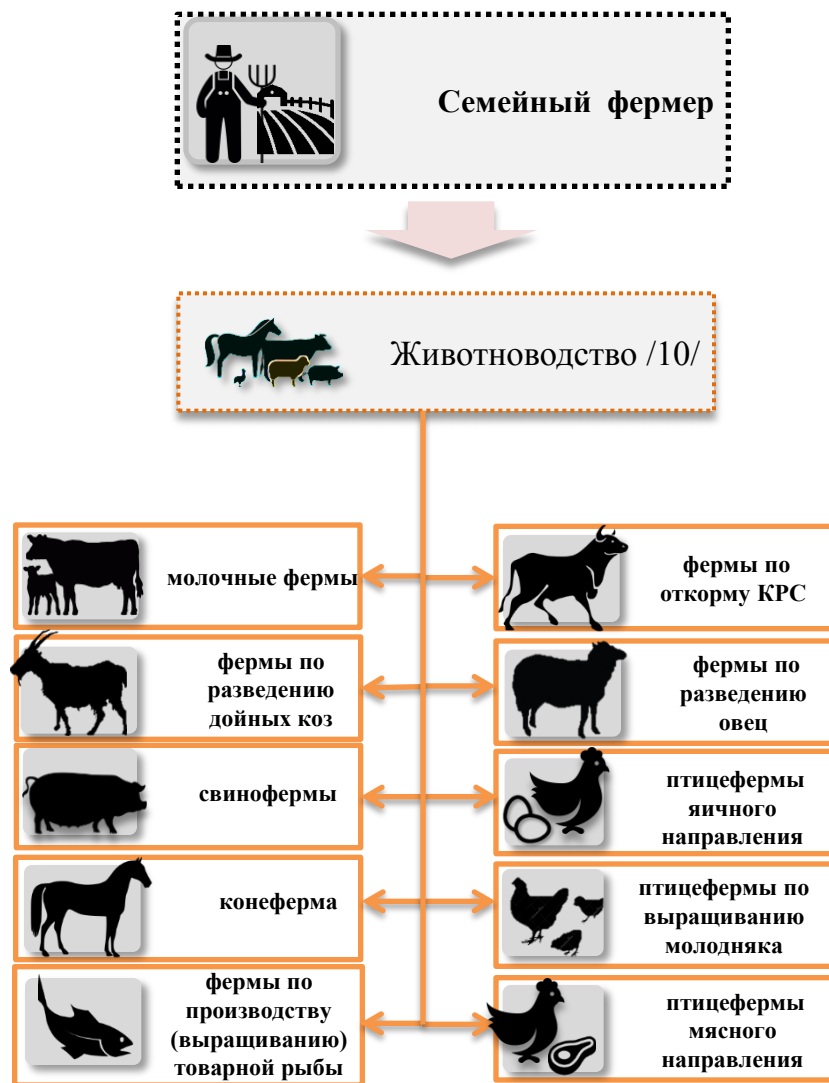 Семейный фермер
Животноводство /10/
молочные фермы
фермы по
откорму КРС
фермы по
разведению
дойных коз
фермы по
разведению
овец
свинофермы
птицефермы
яичного
направления
конеферма
птицефермы по
выращиванию
молодняка
фермы по
производству
(выращиванию)
товарной рыбы
птицефермы
мясного
направления